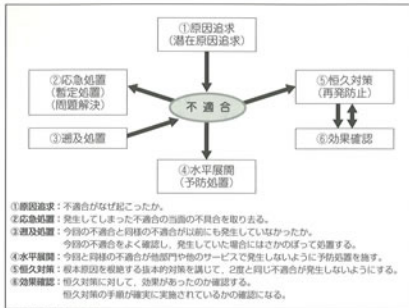 ①原因追求
(潜在原因追求)
②応急処置
(暫定処置)
(問題解決)
⑤恒久対策
(再発防止)
不適合
③遡及処置
⑥効果確認
④水平展開
(予防処置)
①原因追求：不適合がなぜ起こったか。
②応急処置：発生してしまった不適合の当面の不具合を取り去る。
③遡及処置：今回の不適合と同様の不適合が以前にも発生していなかったか。
今回の不適合をよく確認し、発生していた場合にはさかのぼって処置する。
④水平展開：今回と同様の不適合が他部門や他のサービスで発生しないように予防処置を施す。
⑤恒久対策：根本原因を根絶する抜本的対策を講じて、2度と同じ不適合が発生しないようにする。
⑥効果確認：恒久対策に対して、効果があったのか確認する。
恒久対策の手順が確実に実施されているかの確認になる。